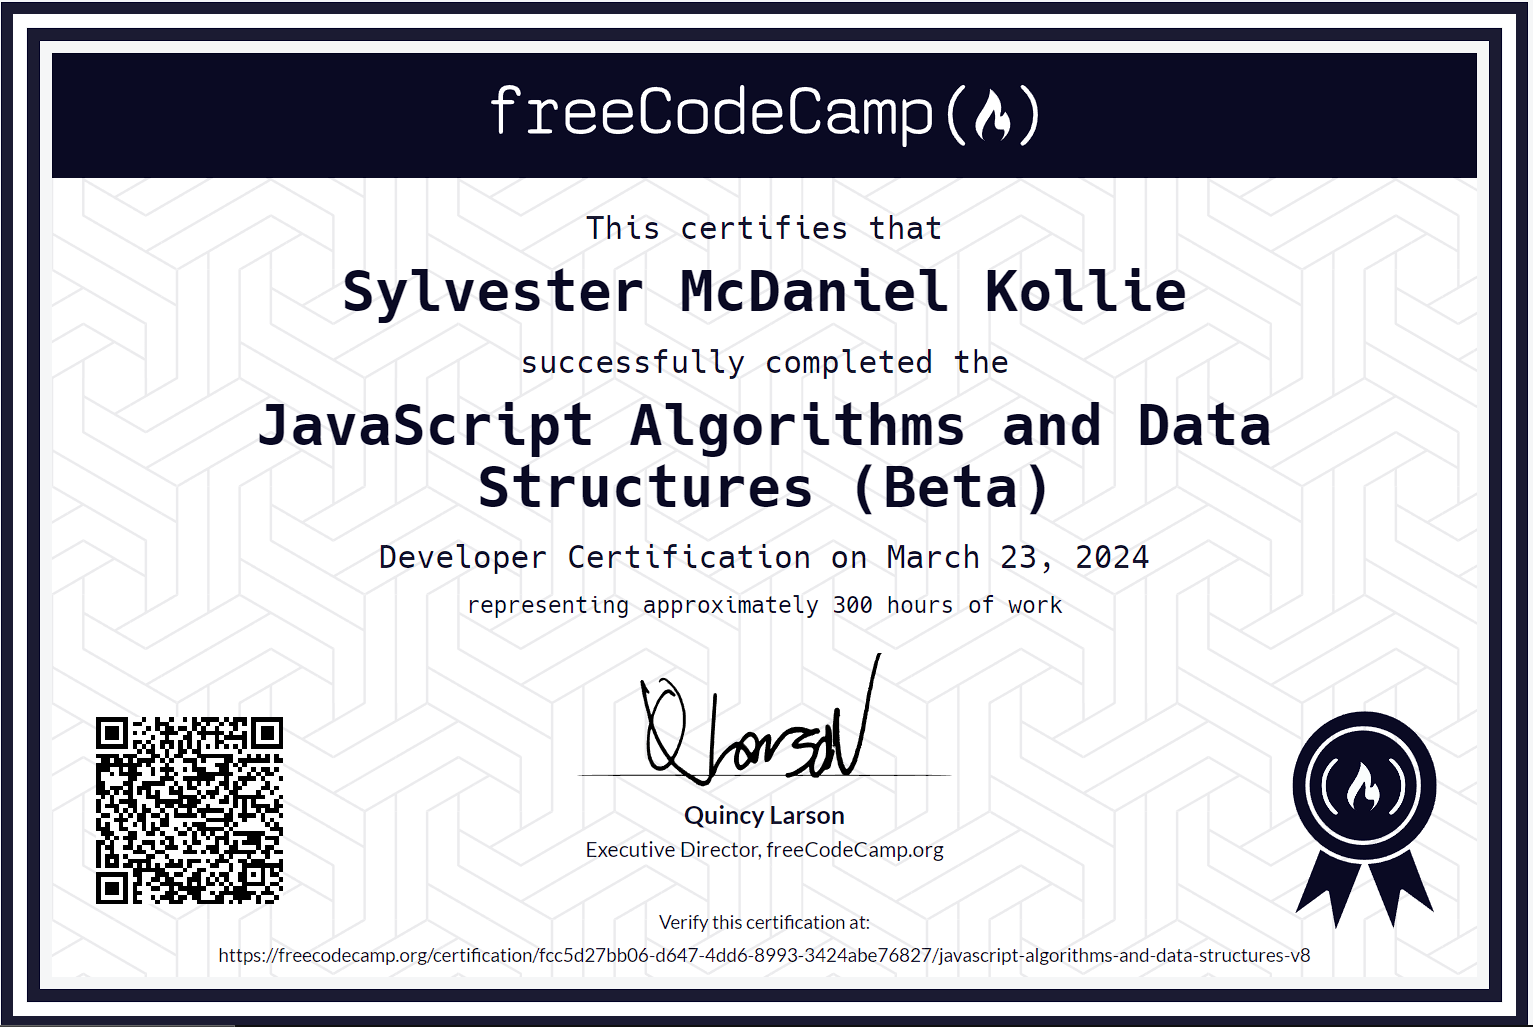 freeCodeCamp
This certifies that
Sylvester McDaniel Kollie
successfully completed the
JavaScript Algorithms and Data
Structures (Beta)
Developer Certification on March 23, 2024
representing approximately 300 hours of work
Q Larson
Quincy Larson
Executive Director, freeCodeCamp.org
Verify this certification at:
https://freecodecamp.org/certification/fcc5d27bb06-d647-4dd6-8993-3424abe76827/javascript-algorithms-and-data-structures-v8